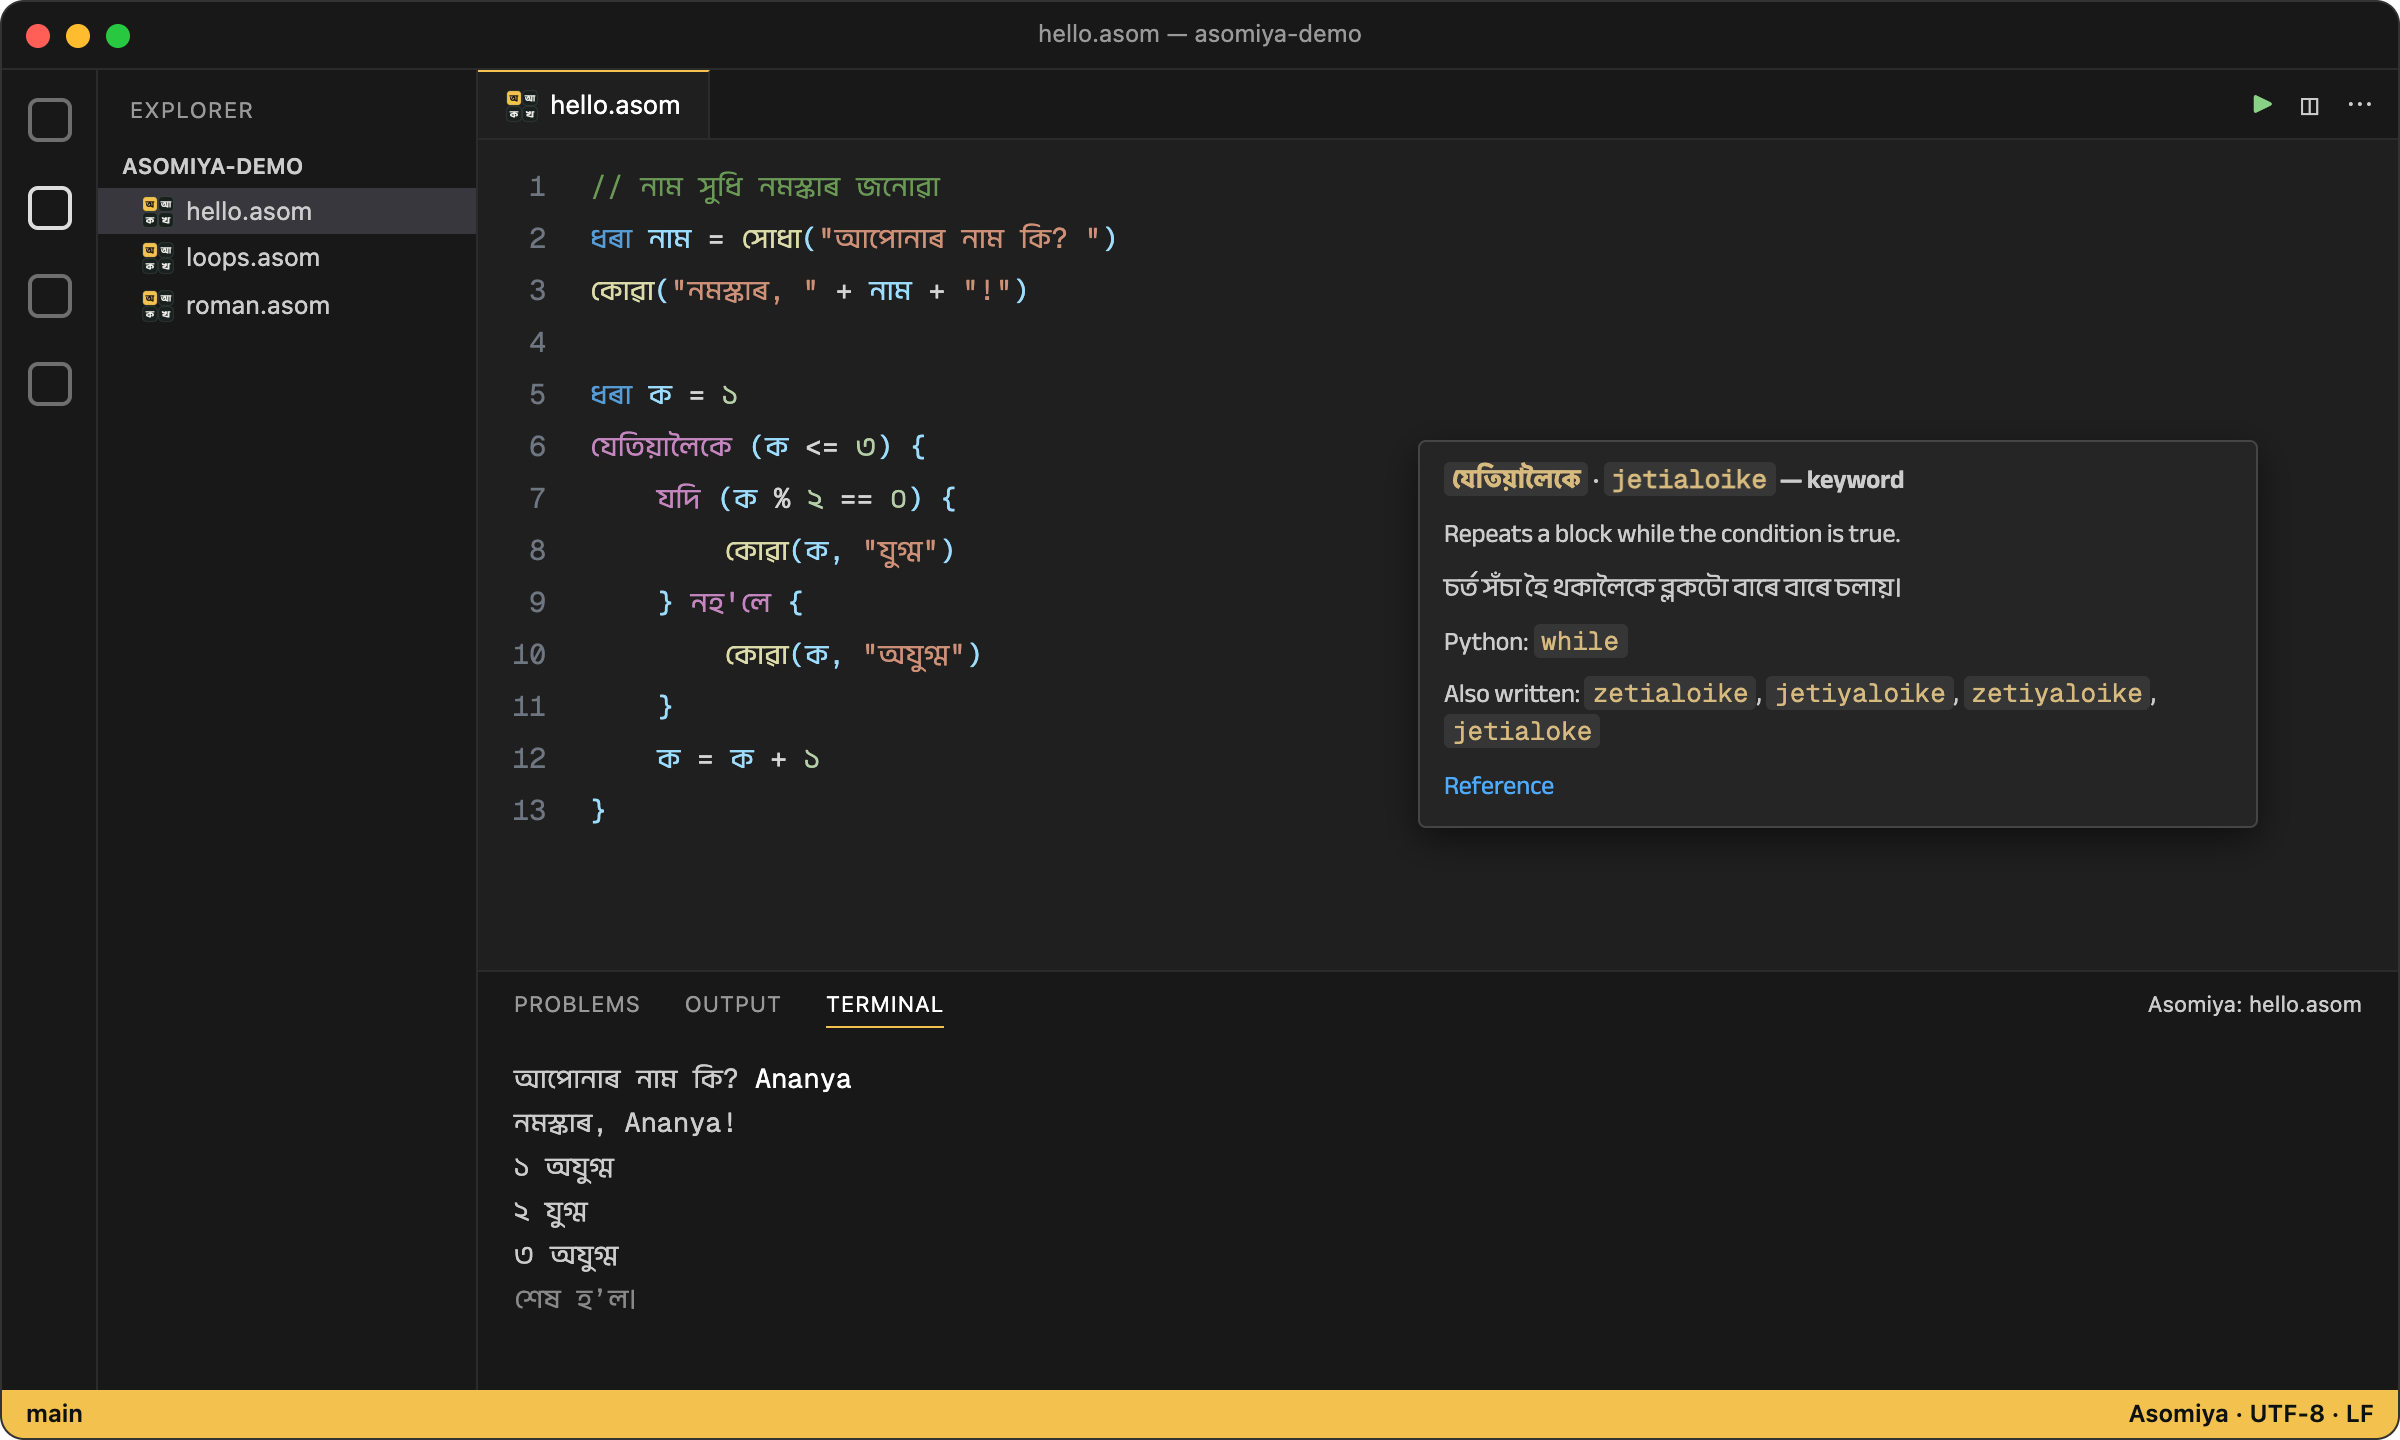 hello.asom — asomiya-demo
EXPLORER
ASOMIYA-DEMO
hello.asom
loops.asom
roman.asom
hello.asom
1 // নাম সুধি নমস্কাৰ জনোৱা
2 ধৰা নাম = সোধা("আপোনাৰ নাম কি? ")
3 কোৱা("নমস্কাৰ, " + নাম + "!")
4
5 ধৰা ক = ১
6 যেতিয়ালৈকে (ক <= ৩) {
7 যদি (ক % ২ == ০) {
8 কোৱা(ক, "যুগ্ম")
9 } নহ'লে {
10 কোৱা(ক, "অযুগ্ম")
11 }
12 ক = ক + ১
13 }
যেতিয়ালৈকে · jetialoike — keyword
Repeats a block while the condition is true.
চৰ্ত সঁচা হৈ থকালৈকে ব্লকটো বাৰে বাৰে চলায়।
Python: while
Also written: zetialoike, jetiyaloike, zetiyaloike,
jetialoke
Reference
PROBLEMS OUTPUT TERMINAL
Asomiya: hello.asom
আপোনাৰ নাম কি? Ananya
নমস্কাৰ, Ananya!
১ অযুগ্ম
২ যুগ্ম
৩ অযুগ্ম
শেষ হ’ল।
main
Asomiya · UTF-8 · LF